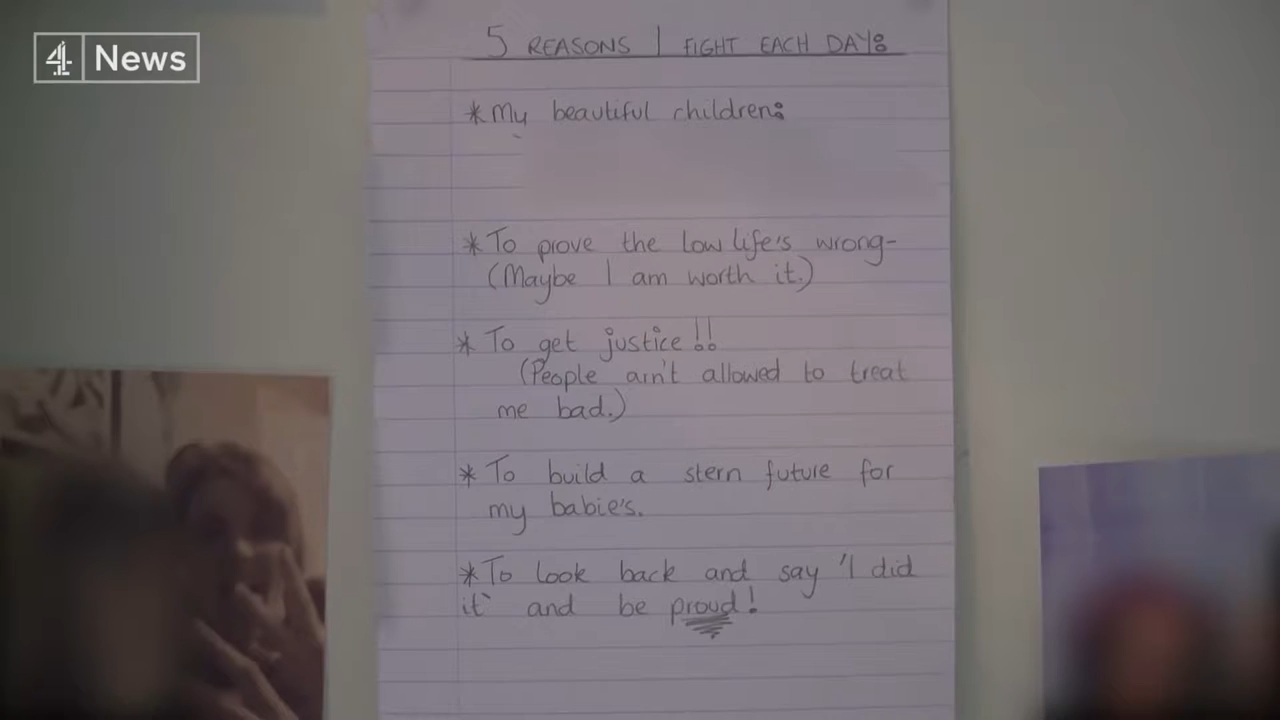 4 News
5 REASONS I FIGHT EACH DAY:
*My beautiful children:
*To prove the low life's wrong-
(Maybe I am worth it.)
*To get justice!!
(People ain't allowed to treat
me bad.)
*To build a stern future for
my babie's.
*To look back and say 'I did
it' and be proud!